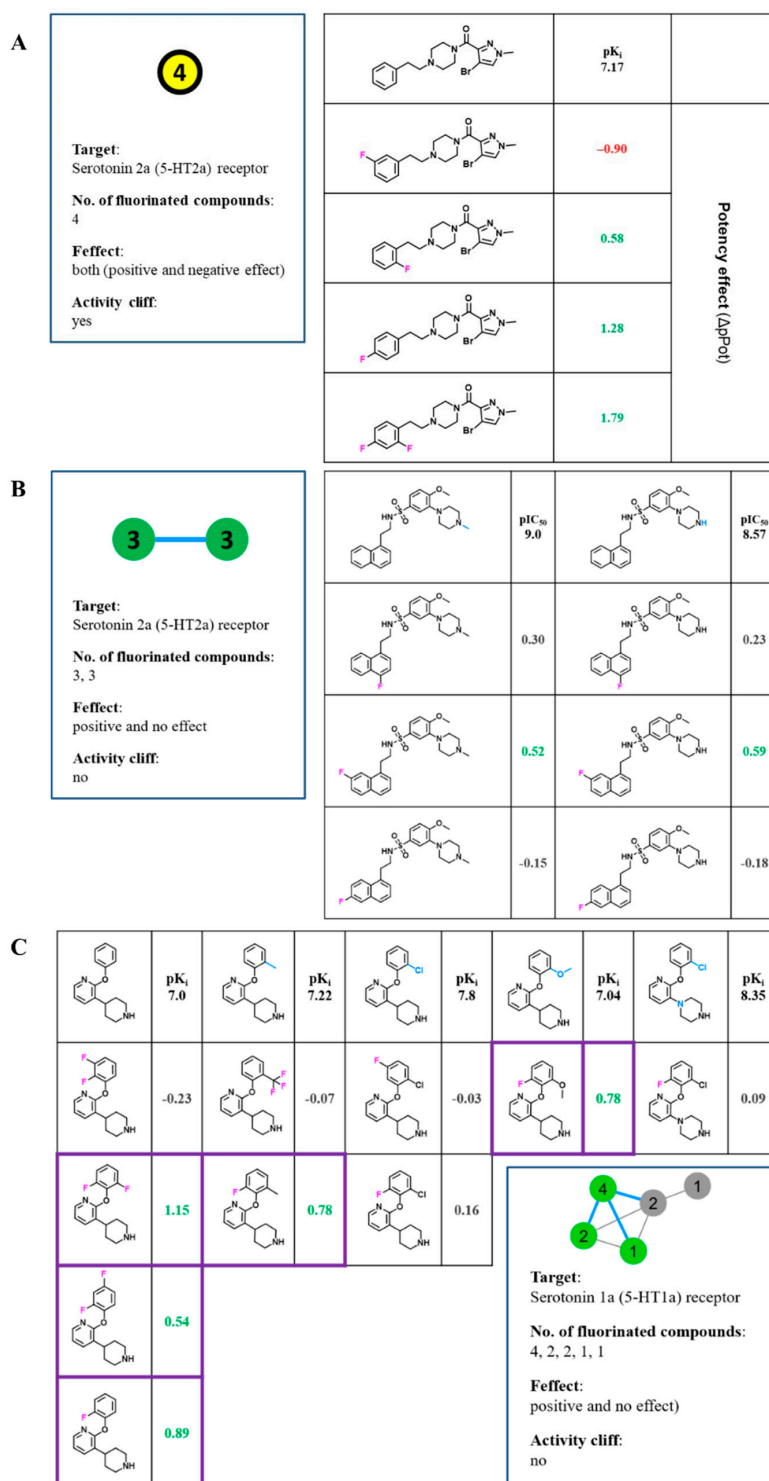 A
4
Target:
Serotonin 2a (5-HT2a) receptor
No. of fluorinated compounds:
4
Feffect:
both (positive and negative effect)
Activity cliff:
yes
pKi
7.17
O
N
N
N
N
Br
–0.90
F
O
N
N
N
N
Br
0.58
F
O
N
N
N
N
Br
1.28
F
O
N
N
N
N
Br
1.79
F
F
O
N
N
N
N
Br
Potency effect (ΔpPot)
B
3
3
Target:
Serotonin 2a (5-HT2a) receptor
No. of fluorinated compounds:
3, 3
Feffect:
positive and no effect
Activity cliff:
no
pIC50
9.0
pIC50
8.57
0.30
0.23
0.52
0.59
-0.15
-0.18
C
pKi
7.0
pKi
7.22
pKi
7.8
pKi
7.04
pKi
8.35
-0.23
-0.07
-0.03
0.78
0.09
1.15
0.78
0.16
0.54
0.89
4
1
2
2
1
Target:
Serotonin 1a (5-HT1a) receptor
No. of fluorinated compounds:
4, 2, 2, 1, 1
Feffect:
positive and no effect)
Activity cliff:
no